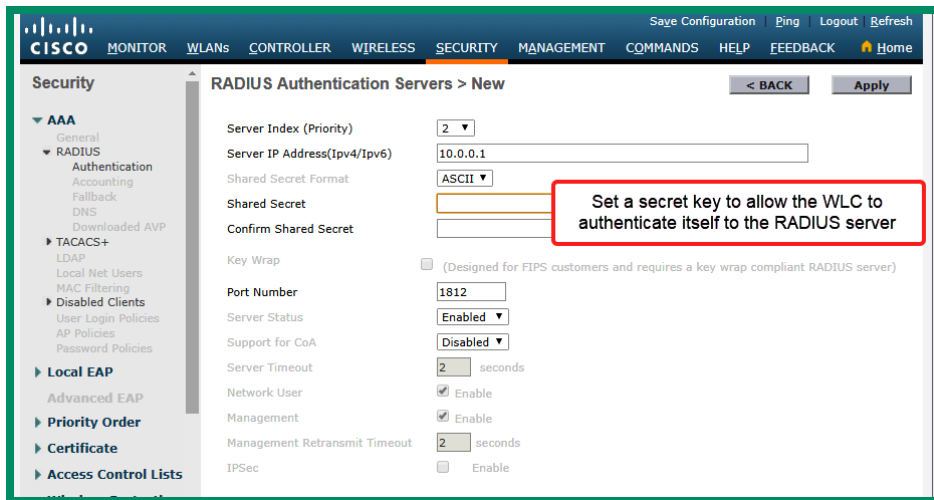 Save Configuration | Ping | Logout | Refresh
CISCO MONITOR WLANs CONTROLLER WIRELESS SECURITY MANAGEMENT COMMANDS HELP FEEDBACK Home
Security
AAA
General
RADIUS
Authentication
Accounting
Fallback
DNS
Downloaded AVP
TACACS+
LDAP
Local Net Users
MAC Filtering
Disabled Clients
User Login Policies
AP Policies
Password Policies
Local EAP
Advanced EAP
Priority Order
Certificate
Access Control Lists
RADIUS Authentication Servers > New
< BACK Apply
Server Index (Priority) 2
Server IP Address(Ipv4/Ipv6) 10.0.0.1
Shared Secret Format ASCII
Shared Secret
Confirm Shared Secret
Set a secret key to allow the WLC to
authenticate itself to the RADIUS server
Key Wrap (Designed for FIPS customers and requires a key wrap compliant RADIUS server)
Port Number 1812
Server Status Enabled
Support for CoA Disabled
Server Timeout 2 seconds
Network User Enable
Management Enable
Management Retransmit Timeout 2 seconds
IPSec Enable